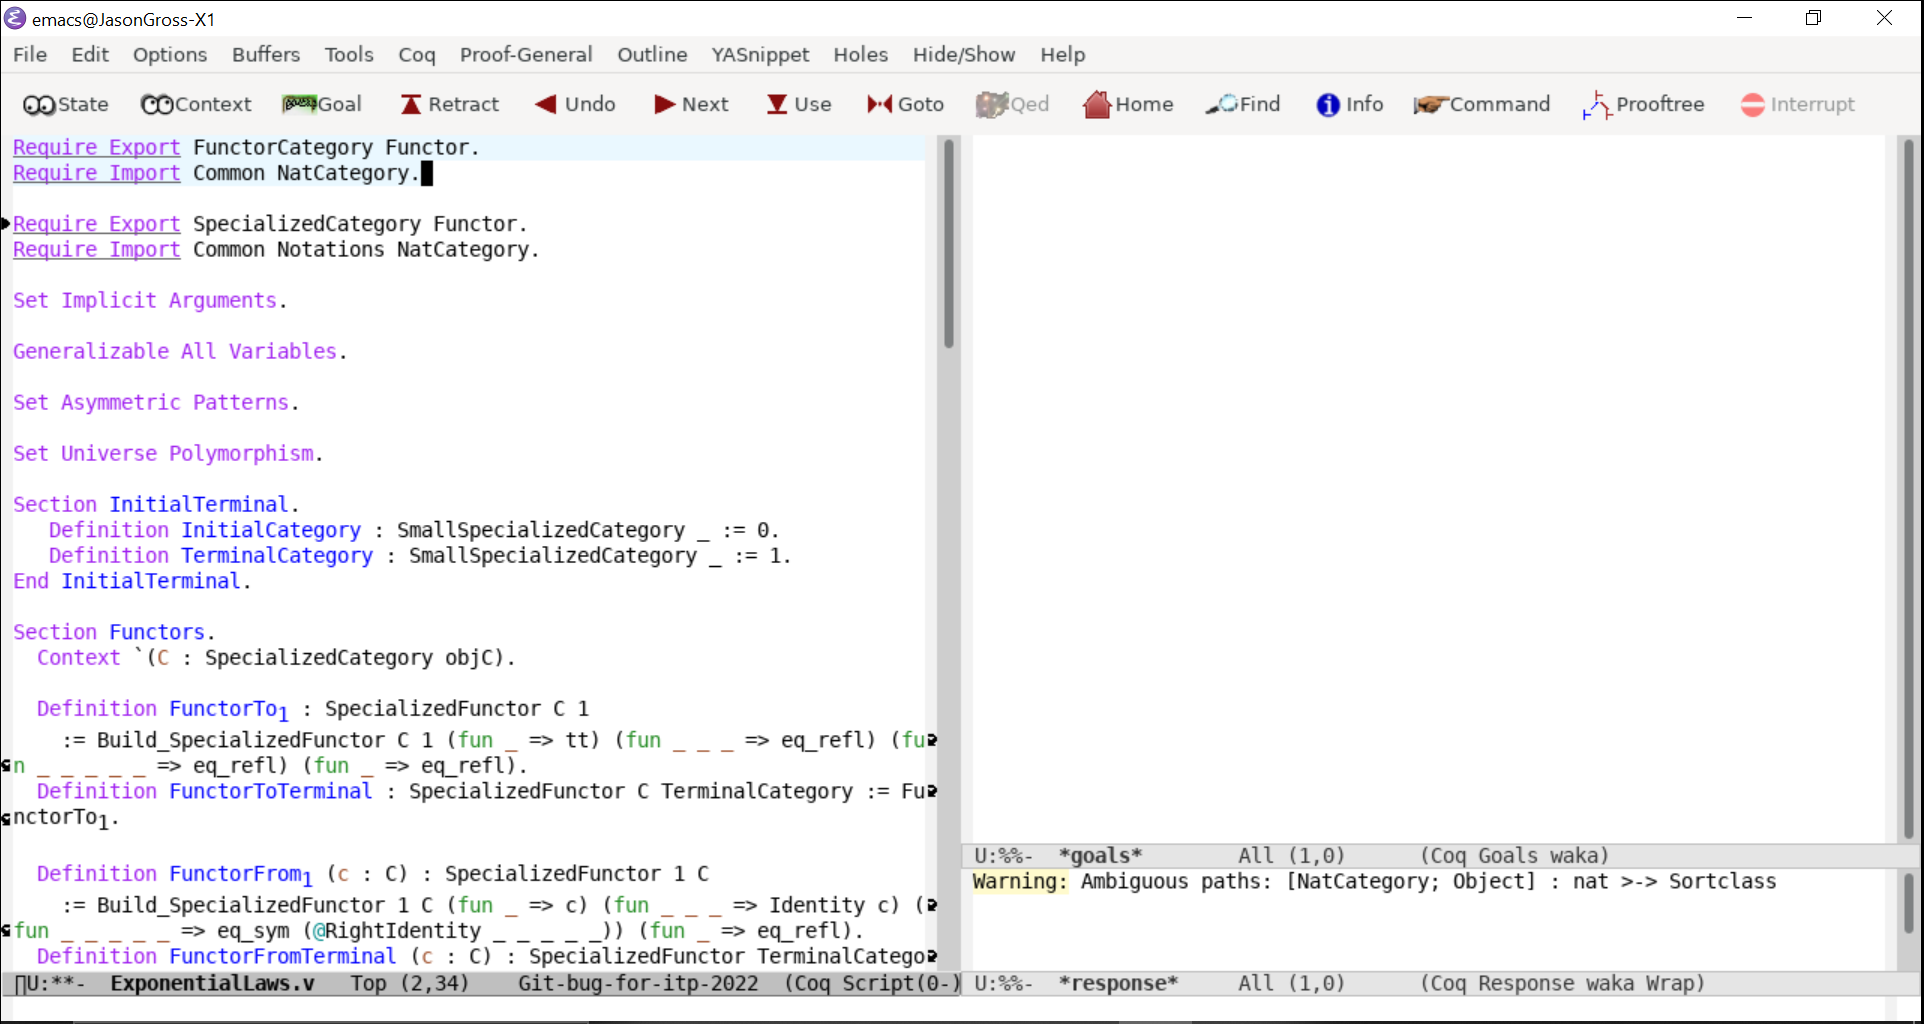 emacs@JasonGross-X1
File Edit Options Buffers Tools Coq Proof-General Outline YASnippet Holes Hide/Show Help
State Context Goal Retract Undo Next Use Goto Qed Home Find Info Command Prooftree Interrupt
Require Export FunctorCategory Functor.
Require Import Common NatCategory.
Require Export SpecializedCategory Functor.
Require Import Common Notations NatCategory.
Set Implicit Arguments.
Generalizable All Variables.
Set Asymmetric Patterns.
Set Universe Polymorphism.
Section InitialTerminal.
Definition InitialCategory : SmallSpecializedCategory _ := 0.
Definition TerminalCategory : SmallSpecializedCategory _ := 1.
End InitialTerminal.
Section Functors.
Context `(C : SpecializedCategory objC).
Definition FunctorTo₁ : SpecializedFunctor C 1
:= Build_SpecializedFunctor C 1 (fun _ => tt) (fun _ _ _ => eq_refl) (fu
n _ _ _ _ _ => eq_refl) (fun _ => eq_refl).
Definition FunctorToTerminal : SpecializedFunctor C TerminalCategory := Fu
nctorTo₁.
Definition FunctorFrom₁ (c : C) : SpecializedFunctor 1 C
:= Build_SpecializedFunctor 1 C (fun _ => c) (fun _ _ _ => Identity c) (
fun _ _ _ _ _ => eq_sym (@RightIdentity _ _ _ _ _)) (fun _ => eq_refl).
Definition FunctorFromTerminal (c : C) : SpecializedFunctor TerminalCatego
U:**- ExponentialLaws.v Top (2,34) Git-bug-for-itp-2022 (Coq Script(0-)
U:%%- *goals* All (1,0) (Coq Goals waka)
Warning: Ambiguous paths: [NatCategory; Object] : nat >-> Sortclass
U:%%- *response* All (1,0) (Coq Response waka Wrap)